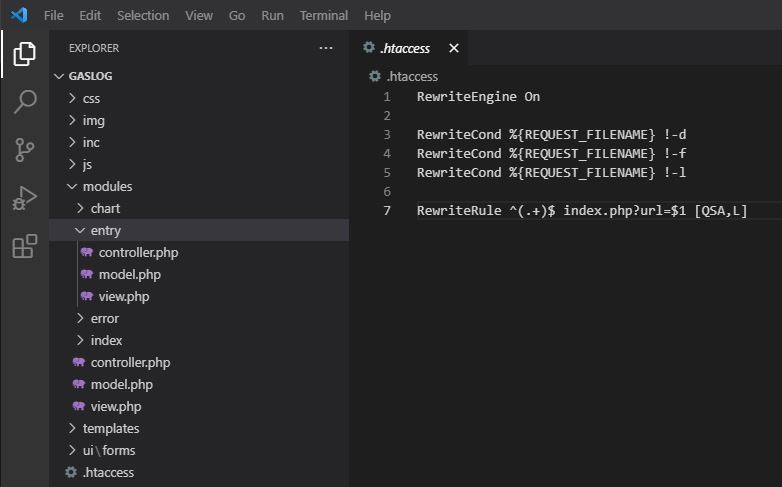 File Edit Selection View Go Run Terminal Help
EXPLORER ...
.htaccess
GASLOG
css
img
inc
js
modules
chart
entry
controller.php
model.php
view.php
error
index
controller.php
model.php
view.php
templates
ui\forms
.htaccess
.htaccess
1 RewriteEngine On
2
3 RewriteCond %{REQUEST_FILENAME} !-d
4 RewriteCond %{REQUEST_FILENAME} !-f
5 RewriteCond %{REQUEST_FILENAME} !-l
6
7 RewriteRule ^(.+)$ index.php?url=$1 [QSA,L]